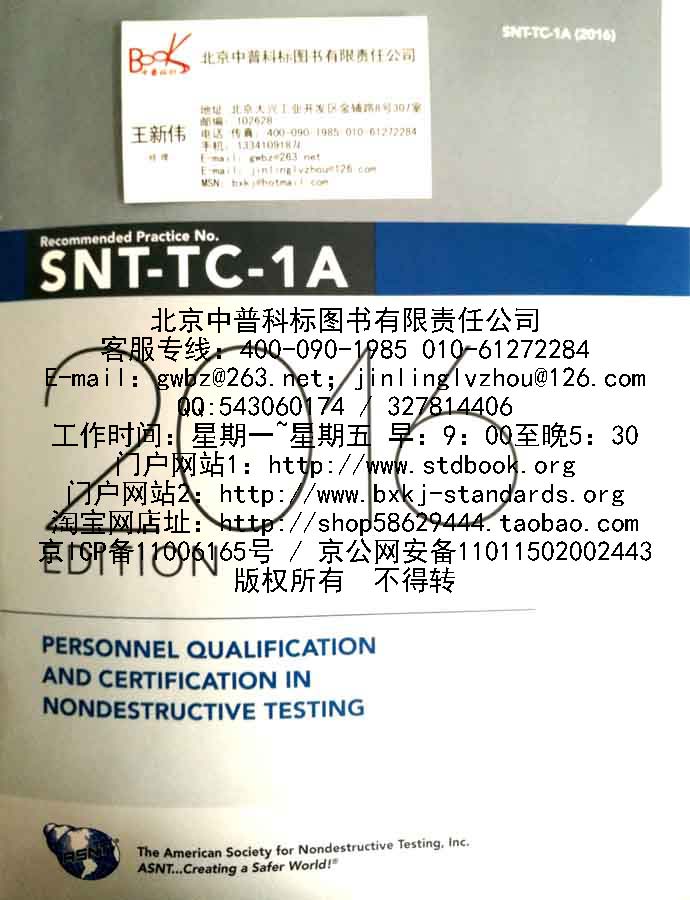 SNT-TC-1A (2016)
BOOKS
中普科标
北京中普科标图书有限责任公司
地址: 北京大兴工业开发区金辅路8号307室
邮编: 102628
王新伟
经理
电话 传真: 400-090-1985 010-61272284
E-mail: gwbz@263.net
E-mail: jinlinglvzhou@126.com
MSN: bxkj@hotmail.com
Recommended Practice No.
SNT-TC-1A
2016
北京中普科标图书有限责任公司
客服专线: 400-090-1985 010-61272284
E-mail: gwbz@263.net; jinlinglvzhou@126.com
QQ:543060174 / 327814406
工作时间: 星期一~星期五 早: 9: 00至晚5: 30
门户网站1: http://www.stdbook.org
门户网站2: http://www.bxkj-standards.org
淘宝网店址: http://shop58629444.taobao.com
京ICP备11006165号 / 京公网安备11011502002443
EDITION
版权所有 不得转
PERSONNEL QUALIFICATION
AND CERTIFICATION IN
NONDESTRUCTIVE TESTING
ASNT
The American Society for Nondestructive Testing, Inc.
ASNT...Creating a Safer World!®